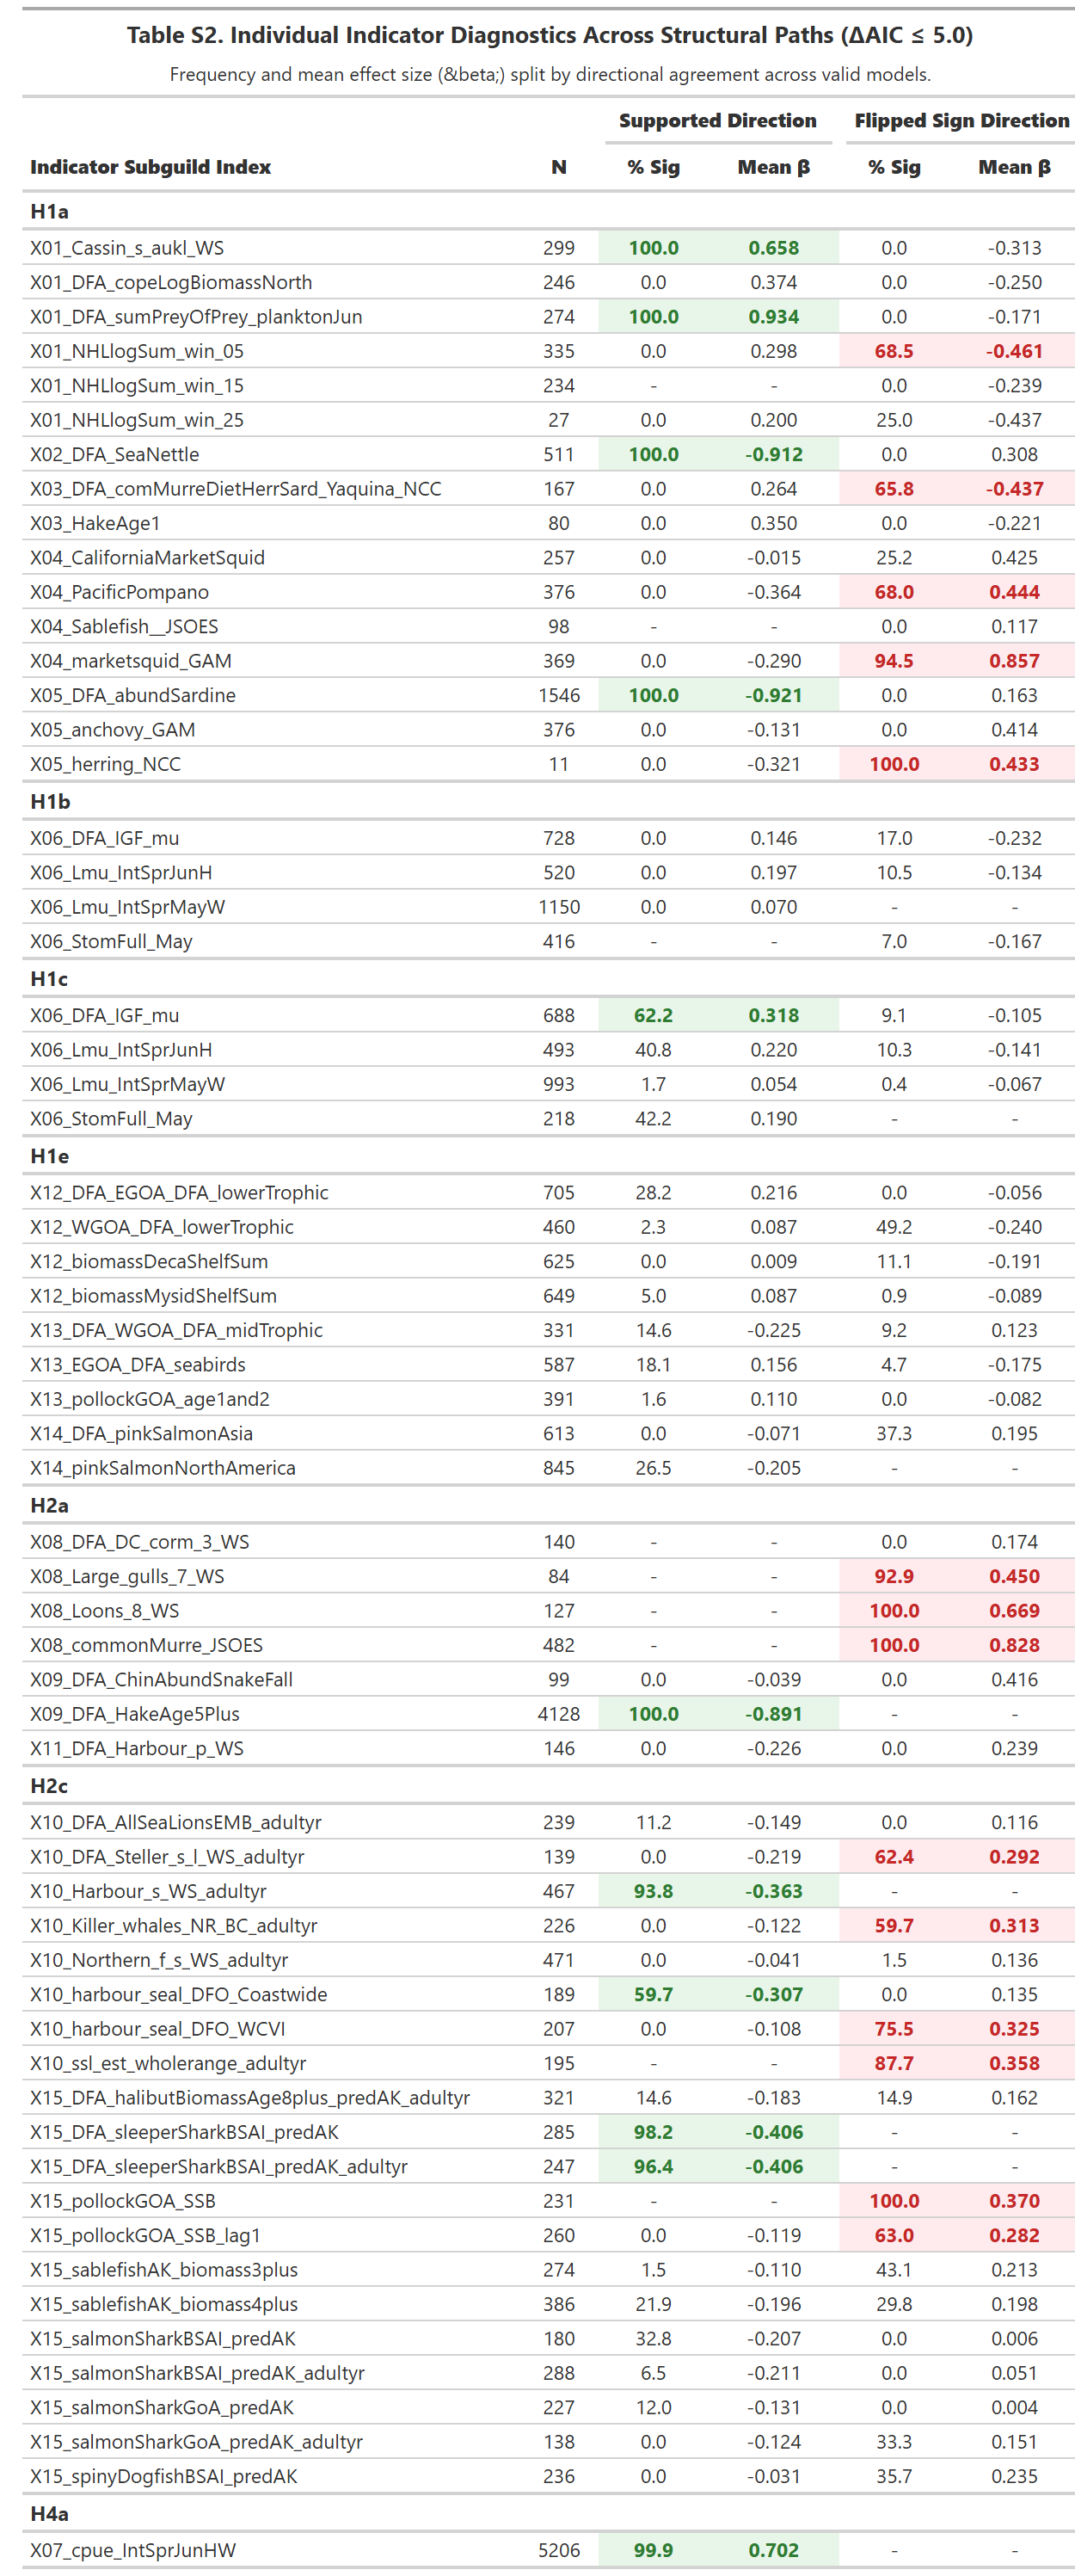 Table S2. Individual Indicator Diagnostics Across Structural Paths (ΔAIC ≤ 5.0)
Frequency and mean effect size (&beta;) split by directional agreement across valid models.
Supported Direction Flipped Sign Direction
Indicator Subguild Index N % Sig Mean β % Sig Mean β
H1a
X01_Cassin_s_aukl_WS 299 100.0 0.658 0.0 -0.313
X01_DFA_copeLogBiomassNorth 246 0.0 0.374 0.0 -0.250
X01_DFA_sumPreyOfPrey_planktonJun 274 100.0 0.934 0.0 -0.171
X01_NHLlogSum_win_05 335 0.0 0.298 68.5 -0.461
X01_NHLlogSum_win_15 234 - - 0.0 -0.239
X01_NHLlogSum_win_25 27 0.0 0.200 25.0 -0.437
X02_DFA_SeaNettle 511 100.0 -0.912 0.0 0.308
X03_DFA_comMurreDietHerrSard_Yaquina_NCC 167 0.0 0.264 65.8 -0.437
X03_HakeAge1 80 0.0 0.350 0.0 -0.221
X04_CaliforniaMarketSquid 257 0.0 -0.015 25.2 0.425
X04_PacificPompano 376 0.0 -0.364 68.0 0.444
X04_Sablefish__JSOES 98 - - 0.0 0.117
X04_marketsquid_GAM 369 0.0 -0.290 94.5 0.857
X05_DFA_abundSardine 1546 100.0 -0.921 0.0 0.163
X05_anchovy_GAM 376 0.0 -0.131 0.0 0.414
X05_herring_NCC 11 0.0 -0.321 100.0 0.433
H1b
X06_DFA_IGF_mu 728 0.0 0.146 17.0 -0.232
X06_Lmu_IntSprJunH 520 0.0 0.197 10.5 -0.134
X06_Lmu_IntSprMayW 1150 0.0 0.070 - -
X06_StomFull_May 416 - - 7.0 -0.167
H1c
X06_DFA_IGF_mu 688 62.2 0.318 9.1 -0.105
X06_Lmu_IntSprJunH 493 40.8 0.220 10.3 -0.141
X06_Lmu_IntSprMayW 993 1.7 0.054 0.4 -0.067
X06_StomFull_May 218 42.2 0.190 - -
H1e
X12_DFA_EGOA_DFA_lowerTrophic 705 28.2 0.216 0.0 -0.056
X12_WGOA_DFA_lowerTrophic 460 2.3 0.087 49.2 -0.240
X12_biomassDecaShelfSum 625 0.0 0.009 11.1 -0.191
X12_biomassMysidShelfSum 649 5.0 0.087 0.9 -0.089
X13_DFA_WGOA_DFA_midTrophic 331 14.6 -0.225 9.2 0.123
X13_EGOA_DFA_seabirds 587 18.1 0.156 4.7 -0.175
X13_pollockGOA_age1and2 391 1.6 0.110 0.0 -0.082
X14_DFA_pinkSalmonAsia 613 0.0 -0.071 37.3 0.195
X14_pinkSalmonNorthAmerica 845 26.5 -0.205 - -
H2a
X08_DFA_DC_corm_3_WS 140 - - 0.0 0.174
X08_Large_gulls_7_WS 84 - - 92.9 0.450
X08_Loons_8_WS 127 - - 100.0 0.669
X08_commonMurre_JSOES 482 - - 100.0 0.828
X09_DFA_ChinAbundSnakeFall 99 0.0 -0.039 0.0 0.416
X09_DFA_HakeAge5Plus 4128 100.0 -0.891 - -
X11_DFA_Harbour_p_WS 146 0.0 -0.226 0.0 0.239
H2c
X10_DFA_AllSeaLionsEMB_adultyr 239 11.2 -0.149 0.0 0.116
X10_DFA_Steller_s_l_WS_adultyr 139 0.0 -0.219 62.4 0.292
X10_Harbour_s_WS_adultyr 467 93.8 -0.363 - -
X10_Killer_whales_NR_BC_adultyr 226 0.0 -0.122 59.7 0.313
X10_Northern_f_s_WS_adultyr 471 0.0 -0.041 1.5 0.136
X10_harbour_seal_DFO_Coastwide 189 59.7 -0.307 0.0 0.135
X10_harbour_seal_DFO_WCVI 207 0.0 -0.108 75.5 0.325
X10_ssl_est_wholerange_adultyr 195 - - 87.7 0.358
X15_DFA_halibutBiomassAge8plus_predAK_adultyr 321 14.6 -0.183 14.9 0.162
X15_DFA_sleeperSharkBSAI_predAK 285 98.2 -0.406 - -
X15_DFA_sleeperSharkBSAI_predAK_adultyr 247 96.4 -0.406 - -
X15_pollockGOA_SSB 231 - - 100.0 0.370
X15_pollockGOA_SSB_lag1 260 0.0 -0.119 63.0 0.282
X15_sablefishAK_biomass3plus 274 1.5 -0.110 43.1 0.213
X15_sablefishAK_biomass4plus 386 21.9 -0.196 29.8 0.198
X15_salmonSharkBSAI_predAK 180 32.8 -0.207 0.0 0.006
X15_salmonSharkBSAI_predAK_adultyr 288 6.5 -0.211 0.0 0.051
X15_salmonSharkGoA_predAK 227 12.0 -0.131 0.0 0.004
X15_salmonSharkGoA_predAK_adultyr 138 0.0 -0.124 33.3 0.151
X15_spinyDogfishBSAI_predAK 236 0.0 -0.031 35.7 0.235
H4a
X07_cpue_IntSprJunHW 5206 99.9 0.702 - -